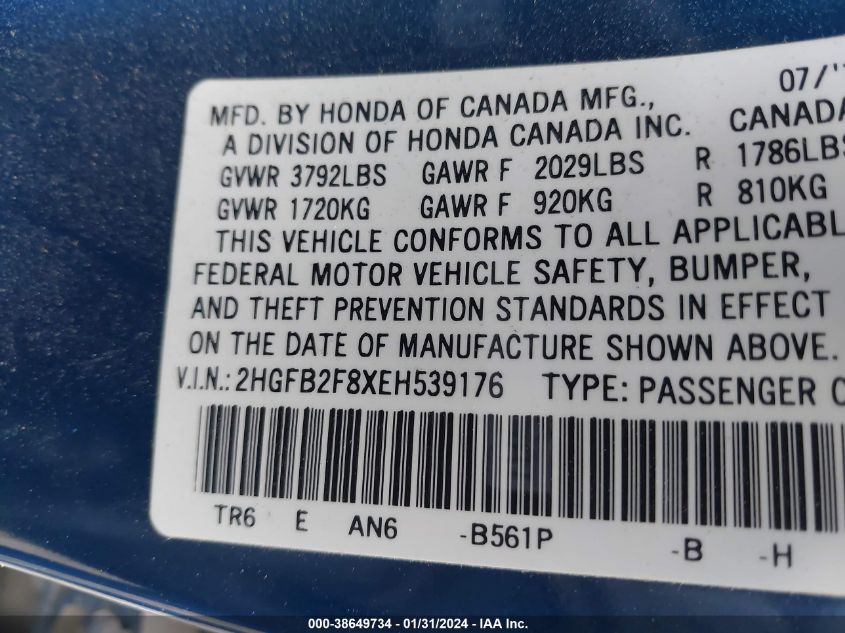 07/'1
MFD. BY HONDA OF CANADA MFG.,
A DIVISION OF HONDA CANADA INC. CANADA
GVWR 3792LBS GAWR F 2029LBS R 1786LBS
GVWR 1720KG GAWR F 920KG R 810KG
THIS VEHICLE CONFORMS TO ALL APPLICABL
FEDERAL MOTOR VEHICLE SAFETY, BUMPER,
AND THEFT PREVENTION STANDARDS IN EFFECT
ON THE DATE OF MANUFACTURE SHOWN ABOVE.
V.I.N.: 2HGFB2F8XEH539176 TYPE: PASSENGER C
TR6 E AN6 -B561P -B -H
000-38649734 - 01/31/2024 - IAA Inc.